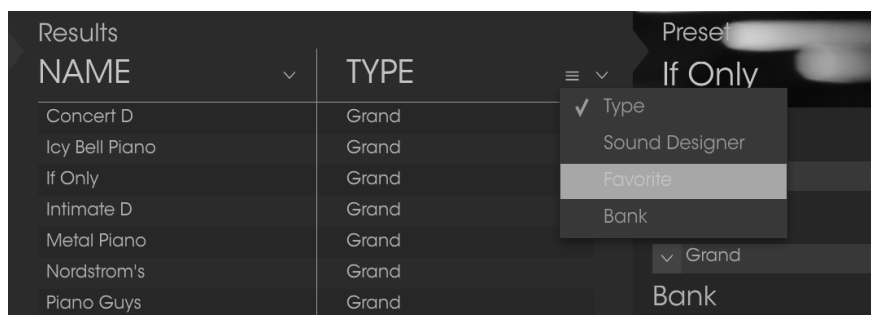 Results
NAME
TYPE
Concert D
Grand
Icy Bell Piano
Grand
If Only
Grand
Intimate D
Grand
Metal Piano
Grand
Nordstrom's
Grand
Piano Guys
Grand
Type
Sound Designer
Favorite
Bank
Preset
If Only
Grand
Bank